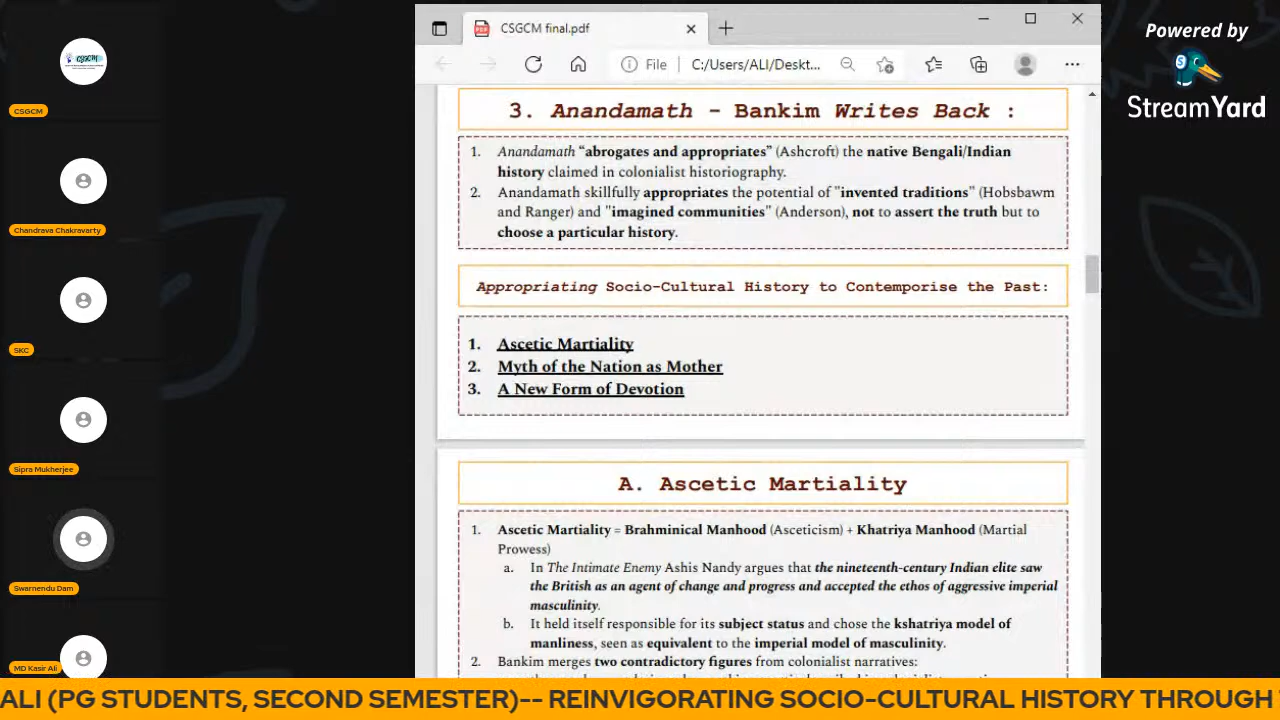 CSGCM final.pdf
File
C:/Users/ALI/Deskt...
Powered by
StreamYard
CSGCM
CSGCM
Chandrava Chakravarty
SKC
Sipra Mukherjee
Swarnendu Dam
MD Kasir Ali
3. Anandamath - Bankim Writes Back :
1. Anandamath “abrogates and appropriates” (Ashcroft) the native Bengali/Indian
history claimed in colonialist historiography.
2. Anandamath skillfully appropriates the potential of "invented traditions" (Hobsbawm
and Ranger) and "imagined communities" (Anderson), not to assert the truth but to
choose a particular history.
Appropriating Socio-Cultural History to Contemporise the Past:
1. Ascetic Martiality
2. Myth of the Nation as Mother
3. A New Form of Devotion
A. Ascetic Martiality
1. Ascetic Martiality = Brahminical Manhood (Asceticism) + Khatriya Manhood (Martial
Prowess)
a. In The Intimate Enemy Ashis Nandy argues that the nineteenth-century Indian elite saw
the British as an agent of change and progress and accepted the ethos of aggressive imperial
masculinity.
b. It held itself responsible for its subject status and chose the kshatriya model of
manliness, seen as equivalent to the imperial model of masculinity.
2. Bankim merges two contradictory figures from colonialist narratives:
ALI (PG STUDENTS, SECOND SEMESTER)-- REINVIGORATING SOCIO-CULTURAL HISTORY THROUGH